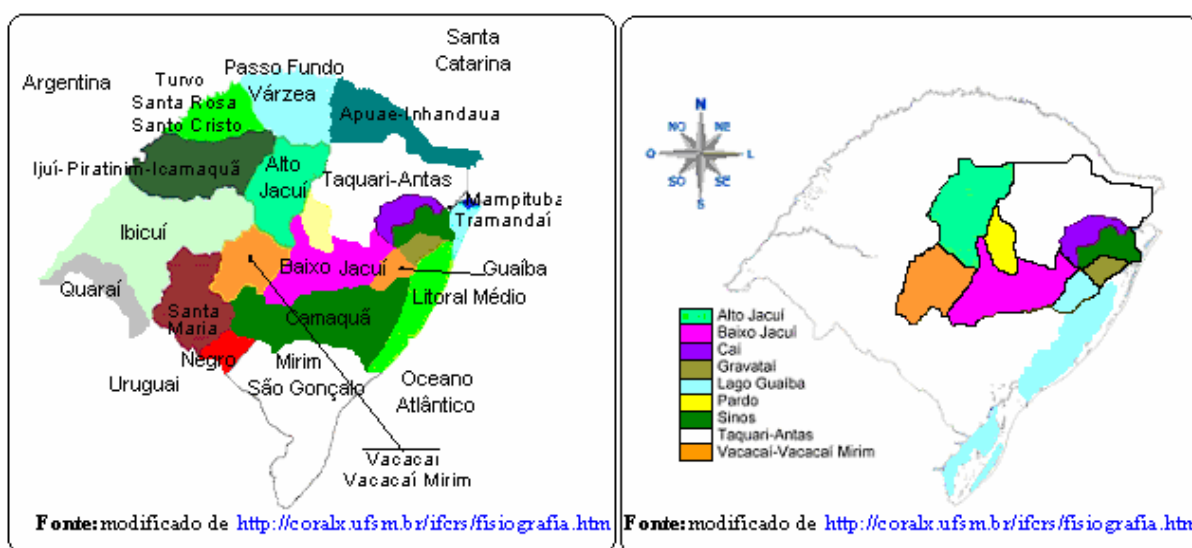 Santa
Catarina
Argentina
Turvo
Santa Rosa
Santo Cristo
Passo Fundo
Várzea
Apuae-Inhandaua
Ijuí-Piratinim-Icamaquã
Alto
Jacuí
Taquari-Antas
Mampituba
Tramandaí
Ibicuí
Baixo Jacuí
Guaíba
Quaraí
Litoral Médio
Santa
Maria
Camaquã
Negro
Mirim
São Gonçalo
Uruguai
Oceano
Atlântico
Vacacaí
Vacacaí Mirim
Fonte: modificado de http://coralx.ufsm.br/ifcrs/fisiografia.htm
N
NO
NE
O
L
SO
SE
S
Alto Jacuí
Baixo Jacuí
Caí
Gravataí
Lago Guaíba
Pardo
Sinos
Taquari-Antas
Vacacaí-Vacacaí Mirim
Fonte: modificado de http://coralx.ufsm.br/ifcrs/fisiografia.htm